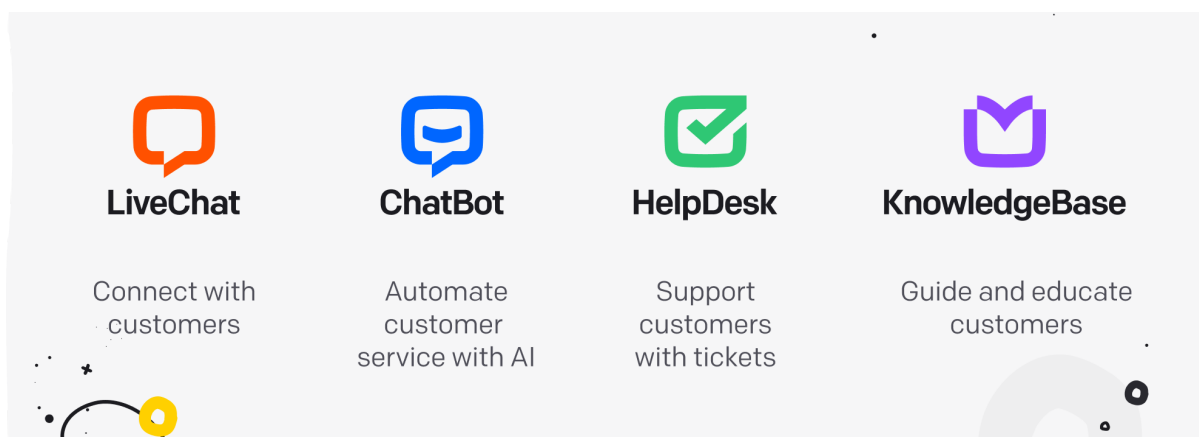 LiveChat
Connect with
customers
ChatBot
Automate
customer
service with AI
HelpDesk
Support
customers
with tickets
KnowledgeBase
Guide and educate
customers